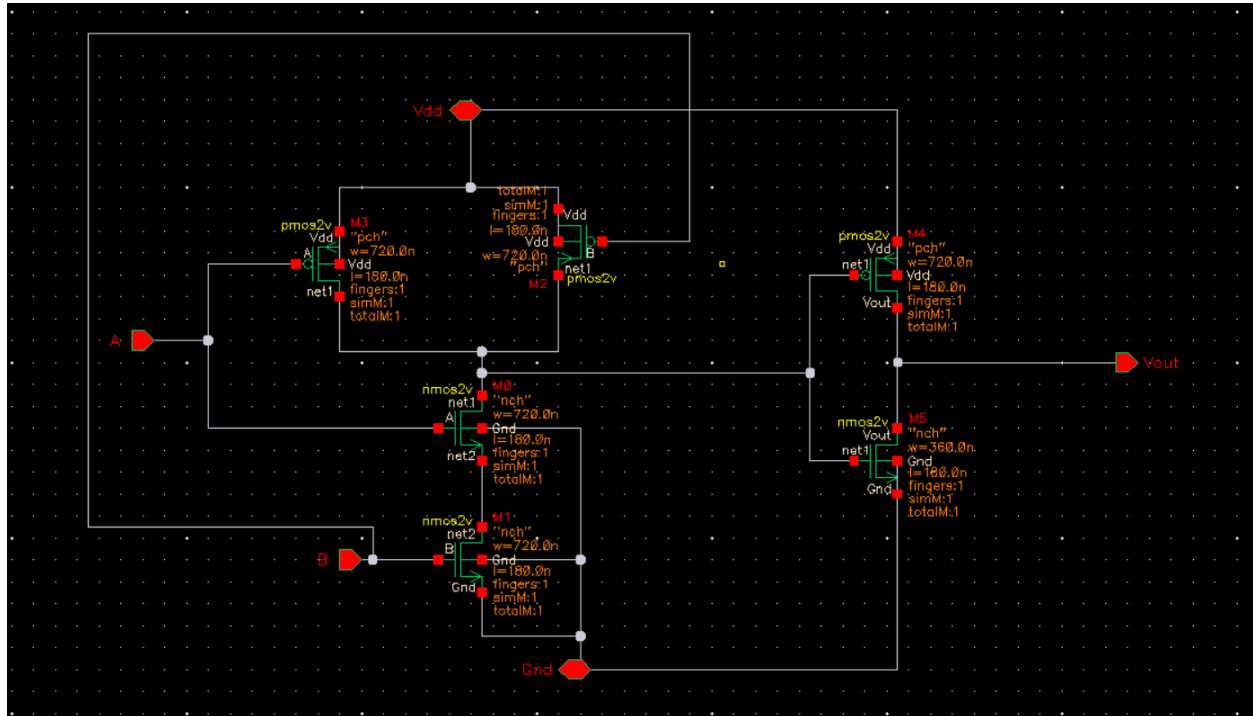 Vdd
pmos2v
M3
"pch"
Vdd
A
w=720.0n
Vdd
l=180.0n
fingers:1
net1
simM:1
totalM:1
totalM:1
simM:1
fingers:1
Vdd
l=180.0n
Vdd
B
w=720.0n
"pch"
net1
M2
pmos2v
pmos2v
M4
"pch"
Vdd
w=720.0n
net1
Vdd
l=180.0n
fingers:1
Vout
simM:1
totalM:1
A
Vout
nmos2v
M0
"nch"
net1
w=720.0n
A
Gnd
l=180.0n
fingers:1
net2
simM:1
totalM:1
nmos2v
M5
"nch"
Vout
w=360.0n
net1
Gnd
l=180.0n
fingers:1
Gnd
simM:1
totalM:1
nmos2v
M1
"nch"
net2
w=720.0n
B
Gnd
l=180.0n
fingers:1
Gnd
simM:1
totalM:1
B
Gnd